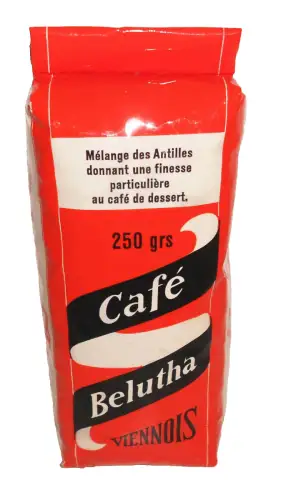 Mélange des Antilles
donnant une finesse
particulière
au café de dessert.
250 grs
Café
Belutha
VIENNOIS